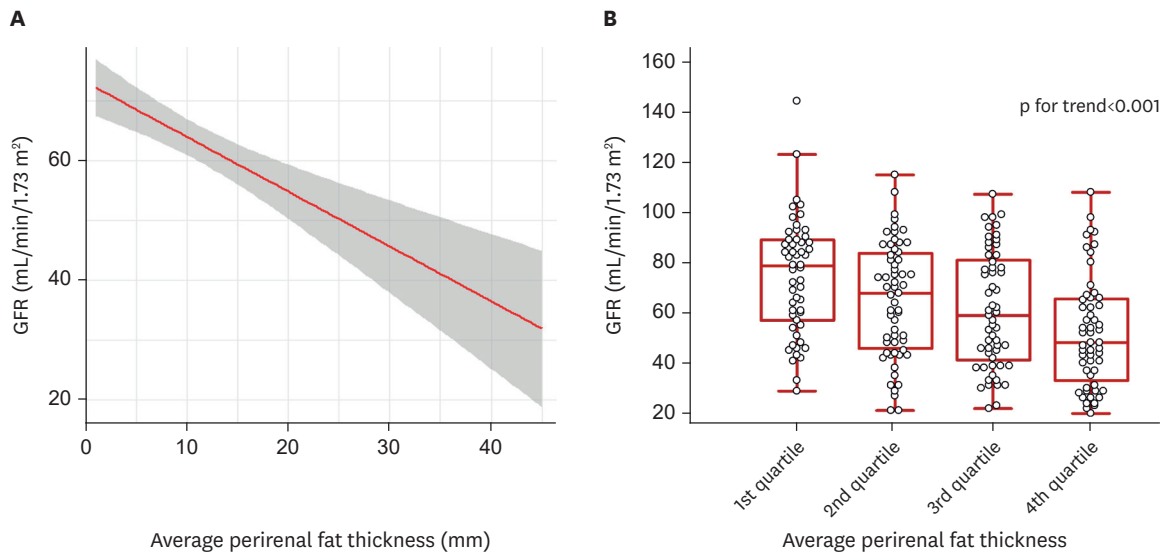 A
GFR (mL/min/1.73 m²)
60
40
20
0
10
20
30
40
Average perirenal fat thickness (mm)
B
GFR (mL/min/1.73 m²)
160
140
120
100
80
60
40
20
p for trend<0.001
1st quartile
2nd quartile
3rd quartile
4th quartile
Average perirenal fat thickness